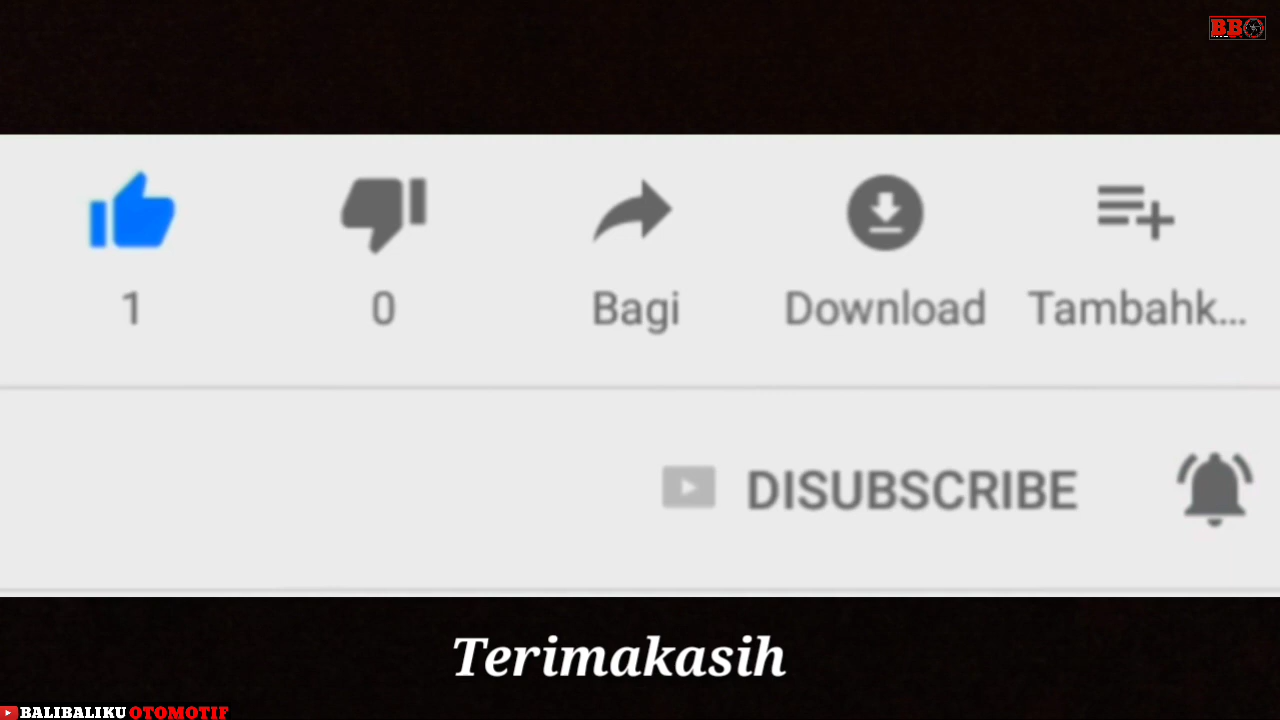 BBO
1
0
Bagi
Download
Tambahk...
DISUBSCRIBE
Terimakasih
BALIBALIKU OTOMOTIF